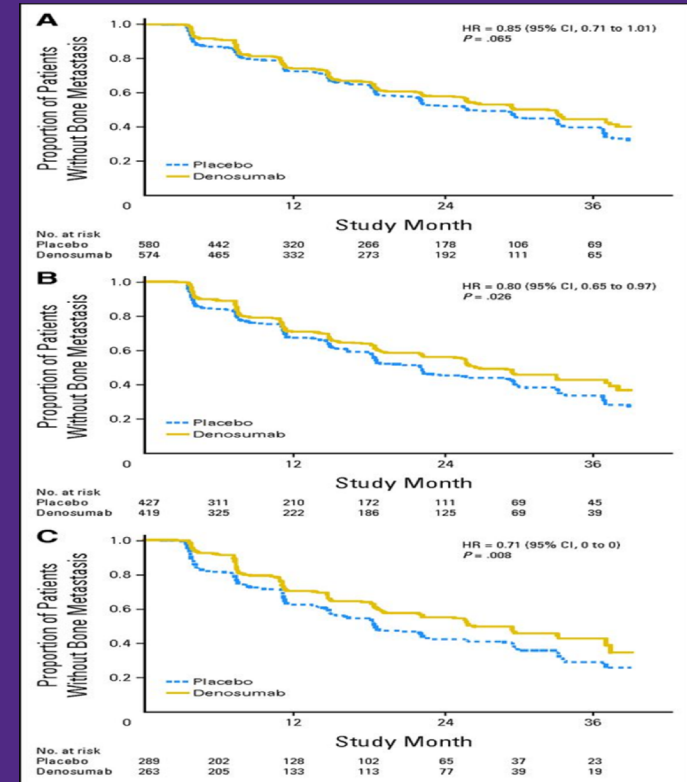 A
HR = 0.85 (95% CI, 0.71 to 1.01)
P = .065
Proportion of Patients
Without Bone Metastasis
1.0
0.8
0.6
0.4
0.2
Placebo
Denosumab
0 12 24 36
Study Month
No. at risk
Placebo 580 442 320 266 178 106 69
Denosumab 574 465 332 273 192 111 65
B
HR = 0.80 (95% CI, 0.65 to 0.97)
P = .026
Proportion of Patients
Without Bone Metastasis
1.0
0.8
0.6
0.4
0.2
Placebo
Denosumab
0 12 24 36
Study Month
No. at risk
Placebo 427 311 210 172 111 69 45
Denosumab 419 325 222 186 125 69 39
C
HR = 0.71 (95% CI, 0 to 0)
P = .008
Proportion of Patients
Without Bone Metastasis
1.0
0.8
0.6
0.4
0.2
Placebo
Denosumab
0 12 24 36
Study Month
No. at risk
Placebo 289 202 128 102 65 37 23
Denosumab 263 205 133 113 77 39 19